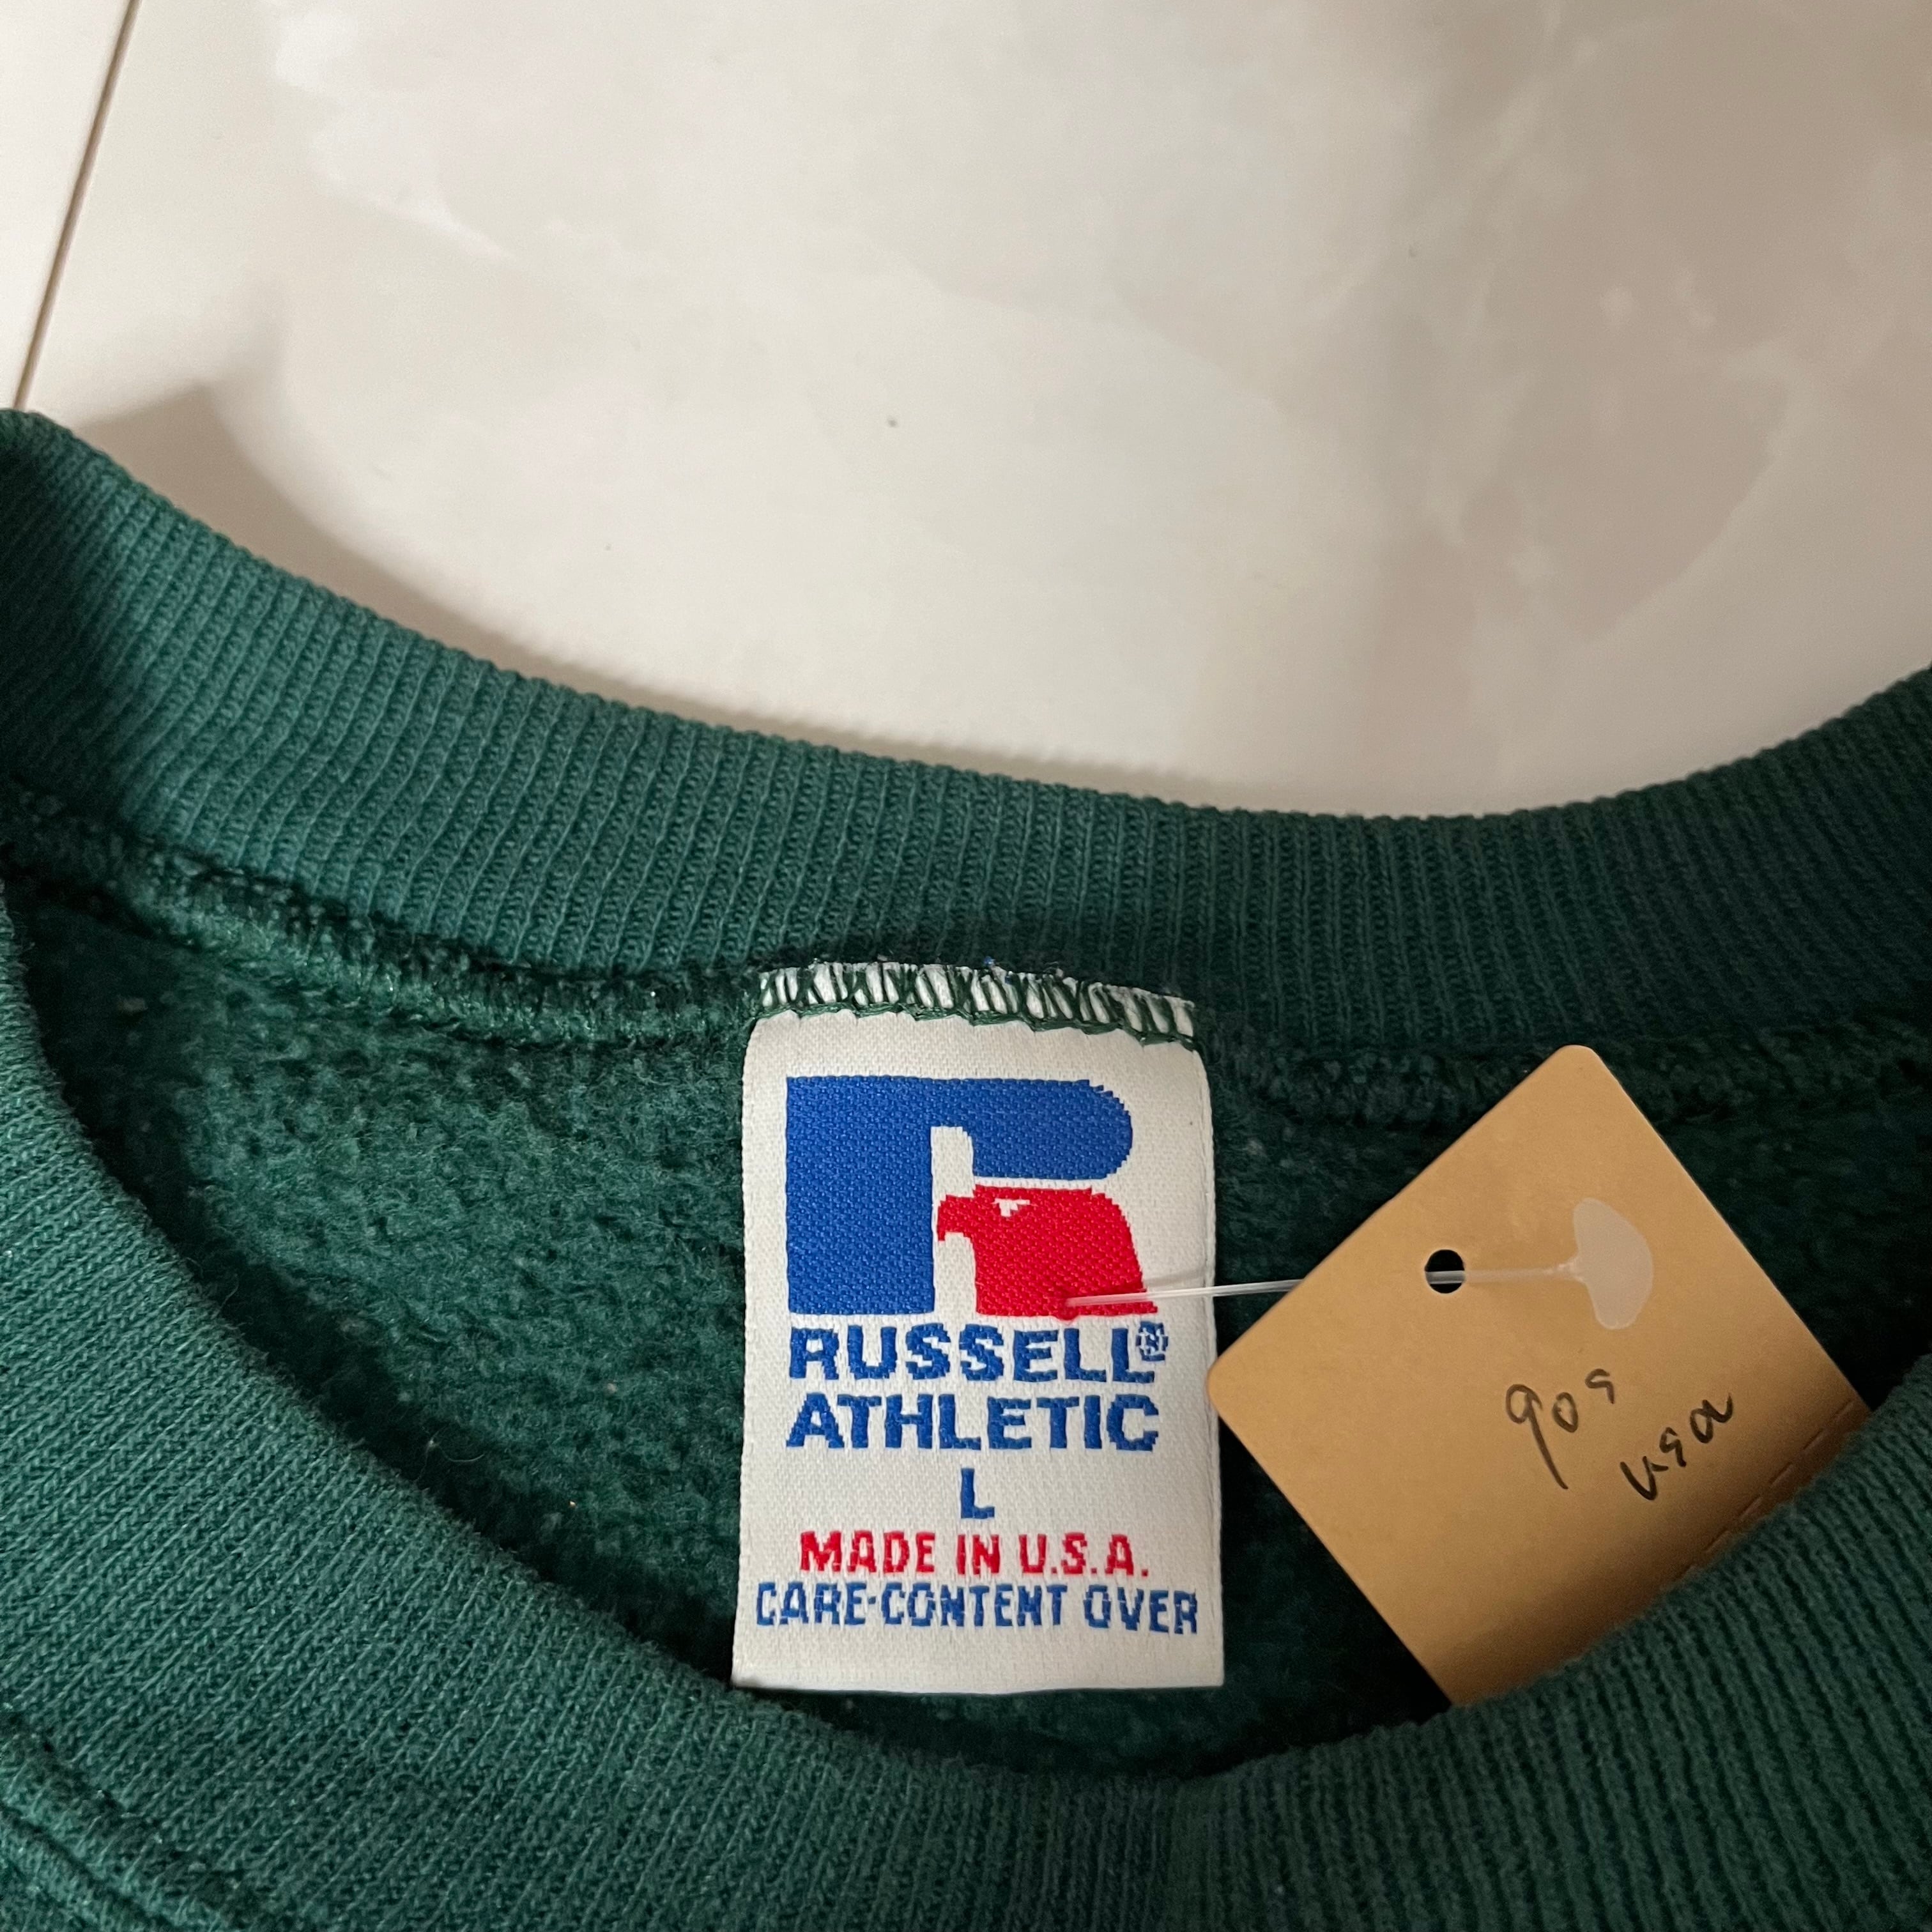 RUSSELL®
ATHLETIC
L
MADE IN U.S.A.
CARE-CONTENT OVER
90s
usa